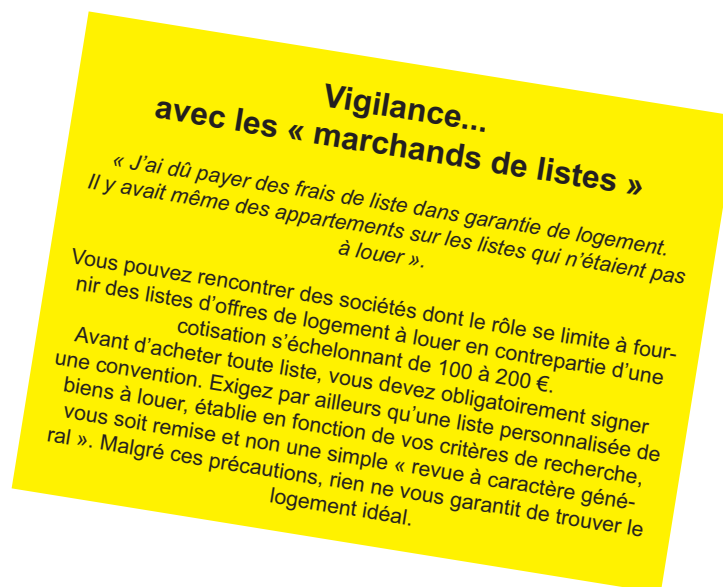 Vigilance...
avec les « marchands de listes »
« J'ai dû payer des frais de liste dans garantie de logement.
Il y avait même des appartements sur les listes qui n'étaient pas
à louer ».
Vous pouvez rencontrer des sociétés dont le rôle se limite à four-
nir des listes d'offres de logement à louer en contrepartie d'une
cotisation s'échelonnant de 100 à 200 €.
Avant d'acheter toute liste, vous devez obligatoirement signer
une convention. Exigez par ailleurs qu'une liste personnalisée de
biens à louer, établie en fonction de vos critères de recherche,
vous soit remise et non une simple « revue à caractère géné-
ral ». Malgré ces précautions, rien ne vous garantit de trouver le
logement idéal.